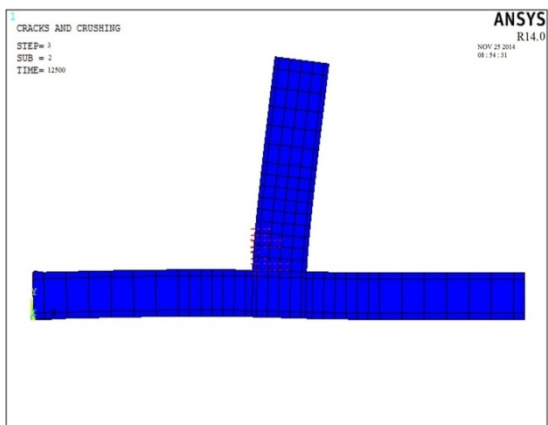 1
CRACKS AND CRUSHING
STEP= 3
SUB = 2
TIME= 12500
ANSYS
R14.0
NOV 25 2014
08:54:31